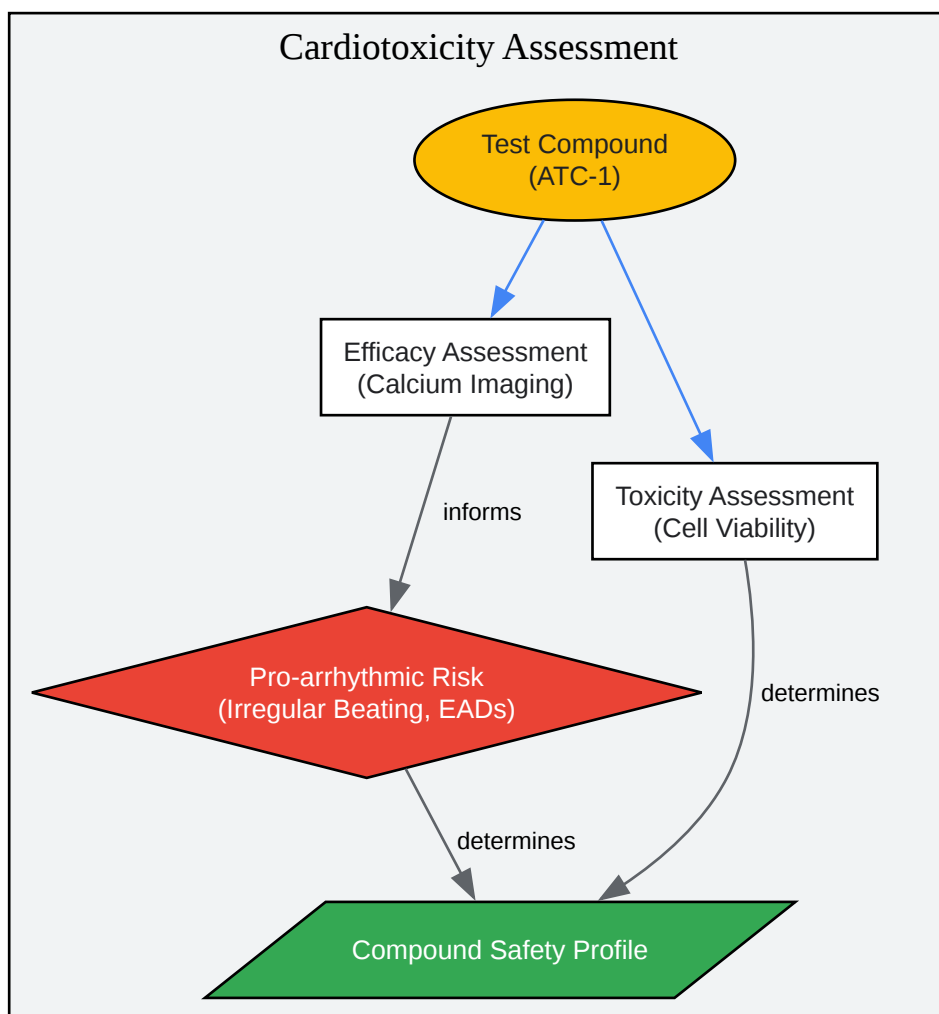 Cardiotoxicity Assessment
Test Compound
(ATC-1)
Efficacy Assessment
(Calcium Imaging)
Toxicity Assessment
(Cell Viability)
informs
Pro-arrhythmic Risk
(Irregular Beating, EADs)
determines
determines
Compound Safety Profile